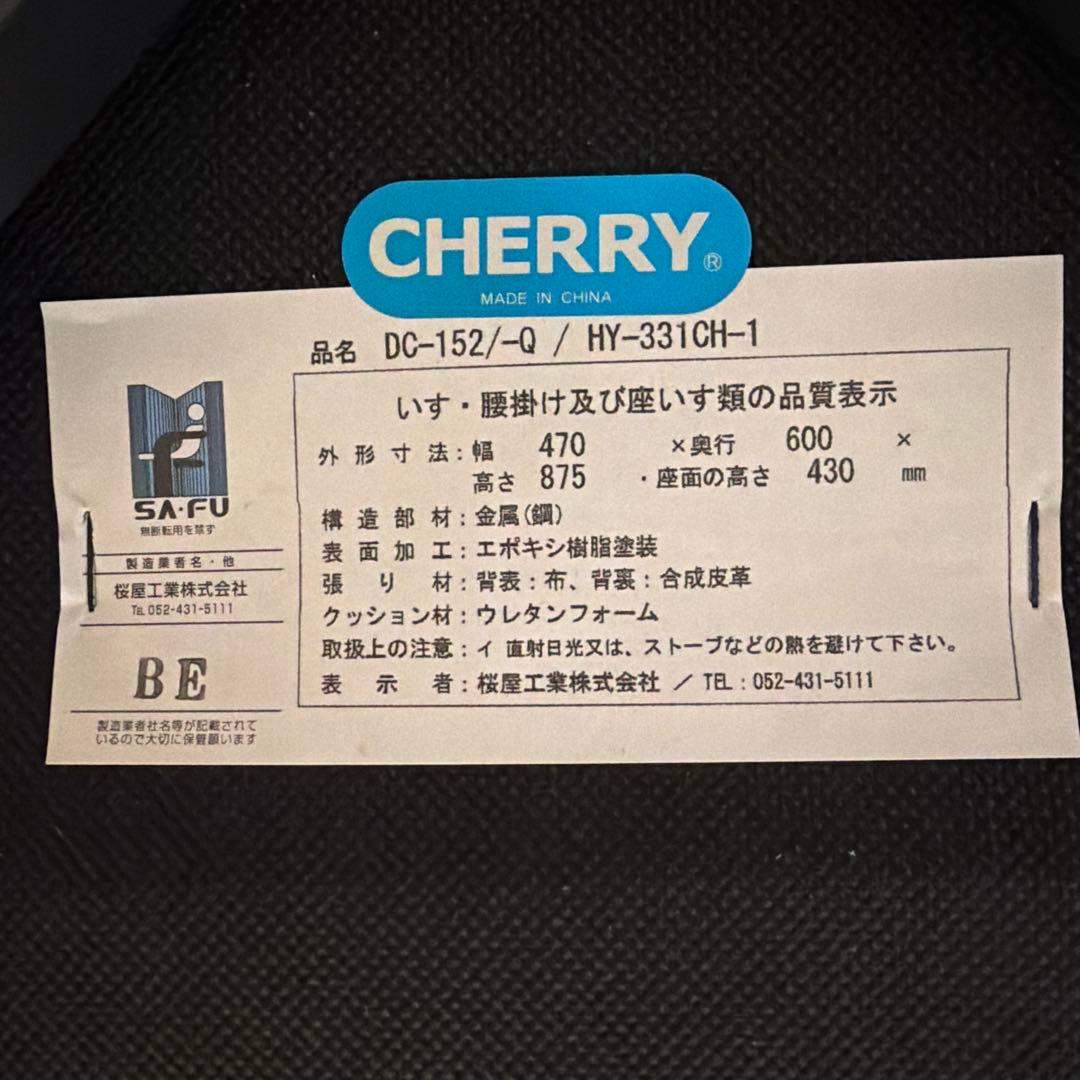 CHERRY®
MADE IN CHINA
品名 DC-152/-Q / HY-331CH-1
いす・腰掛け及び座いす類の品質表示
外形寸法:幅 470 ×奥行 600 ×
高さ 875 ・座面の高さ 430 mm
構造部材:金属(鋼)
表面加工:エポキシ樹脂塗装
張り材:背表:布、背裏:合成皮革
クッション材:ウレタンフォーム
取扱上の注意:イ 直射日光又は、ストーブなどの熱を避けて下さい。
表示者:桜屋工業株式会社 / TEL:052-431-5111
SA・FU
無断転用を禁ず
製造業者名・他
桜屋工業株式会社
TEL 052-431-5111
BE
製造業者社名等が記載されて
いるので大切に保管願います